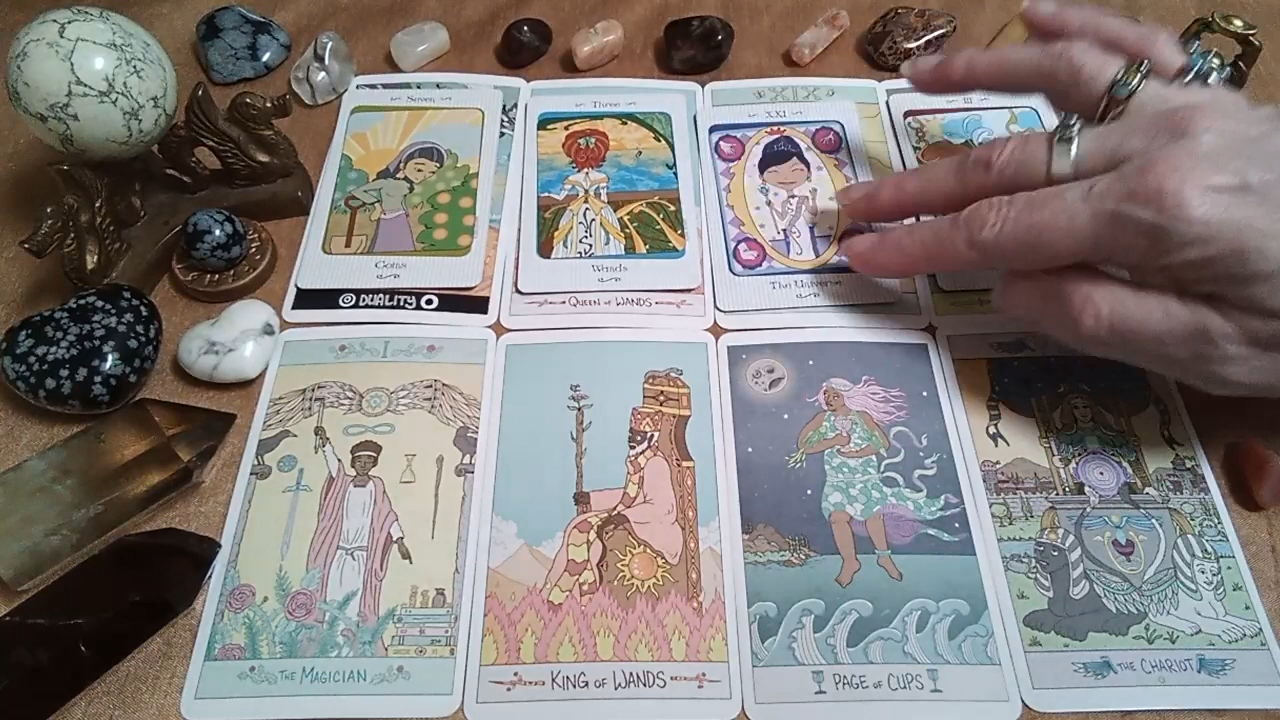 Seven
Three
XIX
XXI
III
Coins
Wands
The Universe
DUALITY
QUEEN OF WANDS
I
THE MAGICIAN
KING OF WANDS
PAGE OF CUPS
THE CHARIOT